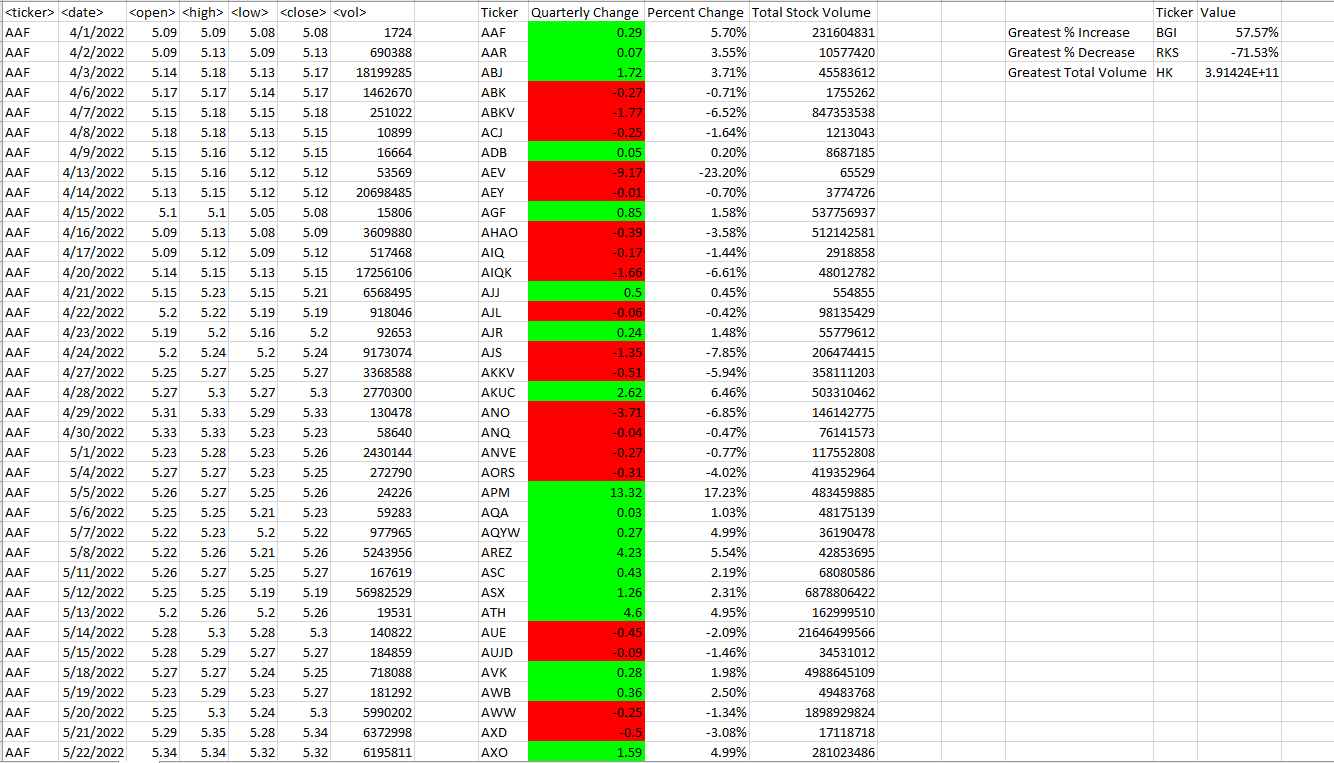 <ticker> <date> <open> <high> <low> <close> <vol> Ticker Quarterly Change Percent Change Total Stock Volume Ticker Value
AAF 4/1/2022 5.09 5.09 5.08 5.08 1724 AAF 0.29 5.70% 231604831 Greatest % Increase BGI 57.57%
AAF 4/2/2022 5.09 5.13 5.09 5.13 690388 AAR 0.07 3.55% 10577420 Greatest % Decrease RKS -71.53%
AAF 4/3/2022 5.14 5.18 5.13 5.17 18199285 ABJ 1.72 3.71% 45583612 Greatest Total Volume HK 3.91424E+11
AAF 4/6/2022 5.17 5.17 5.14 5.17 1462670 ABK -0.27 -0.71% 1755262
AAF 4/7/2022 5.15 5.18 5.15 5.18 251022 ABKV -1.77 -6.52% 847353538
AAF 4/8/2022 5.18 5.18 5.13 5.15 10899 ACJ -0.25 -1.64% 1213043
AAF 4/9/2022 5.15 5.16 5.12 5.15 16664 ADB 0.05 0.20% 8687185
AAF 4/13/2022 5.15 5.16 5.12 5.12 53569 AEV -9.17 -23.20% 65529
AAF 4/14/2022 5.13 5.15 5.12 5.12 20698485 AEY -0.01 -0.70% 3774726
AAF 4/15/2022 5.1 5.1 5.05 5.08 15806 AGF 0.85 1.58% 537756937
AAF 4/16/2022 5.09 5.13 5.08 5.09 3609880 AHAO -0.39 -3.58% 512142581
AAF 4/17/2022 5.09 5.12 5.09 5.12 517468 AIQ -0.17 -1.44% 2918858
AAF 4/20/2022 5.14 5.15 5.13 5.15 17256106 AIQK -1.66 -6.61% 48012782
AAF 4/21/2022 5.15 5.23 5.15 5.21 6568495 AJJ 0.5 0.45% 554855
AAF 4/22/2022 5.2 5.22 5.19 5.19 918046 AJL -0.06 -0.42% 98135429
AAF 4/23/2022 5.19 5.2 5.16 5.2 92653 AJR 0.24 1.48% 55779612
AAF 4/24/2022 5.2 5.24 5.2 5.24 9173074 AJS -1.35 -7.85% 206474415
AAF 4/27/2022 5.25 5.27 5.25 5.27 3368588 AKKV -0.51 -5.94% 358111203
AAF 4/28/2022 5.27 5.3 5.27 5.3 2770300 AKUC 2.62 6.46% 503310462
AAF 4/29/2022 5.31 5.33 5.29 5.33 130478 ANO -3.71 -6.85% 146142775
AAF 4/30/2022 5.33 5.33 5.23 5.23 58640 ANQ -0.04 -0.47% 76141573
AAF 5/1/2022 5.23 5.28 5.23 5.26 2430144 ANVE -0.27 -0.77% 117552808
AAF 5/4/2022 5.27 5.27 5.23 5.25 272790 AORS -0.31 -4.02% 419352964
AAF 5/5/2022 5.26 5.27 5.25 5.26 24226 APM 13.32 17.23% 483459885
AAF 5/6/2022 5.25 5.25 5.21 5.23 59283 AQA 0.03 1.03% 48175139
AAF 5/7/2022 5.22 5.23 5.2 5.22 977965 AQYW 0.27 4.99% 36190478
AAF 5/8/2022 5.22 5.26 5.21 5.26 5243956 AREZ 4.23 5.54% 42853695
AAF 5/11/2022 5.26 5.27 5.25 5.27 167619 ASC 0.43 2.19% 68080586
AAF 5/12/2022 5.25 5.25 5.19 5.19 56982529 ASX 1.26 2.31% 6878806422
AAF 5/13/2022 5.2 5.26 5.2 5.26 19531 ATH 4.6 4.95% 162999510
AAF 5/14/2022 5.28 5.3 5.28 5.3 140822 AUE -0.45 -2.09% 21646499566
AAF 5/15/2022 5.28 5.29 5.27 5.27 184859 AUJD -0.09 -1.46% 34531012
AAF 5/18/2022 5.27 5.27 5.24 5.25 718088 AVK 0.28 1.98% 4988645109
AAF 5/19/2022 5.23 5.29 5.23 5.27 181292 AWB 0.36 2.50% 49483768
AAF 5/20/2022 5.25 5.3 5.24 5.3 5990202 AWW -0.25 -1.34% 1898929824
AAF 5/21/2022 5.29 5.35 5.28 5.34 6372998 AXD -0.5 -3.08% 17118718
AAF 5/22/2022 5.34 5.34 5.32 5.32 6195811 AXO 1.59 4.99% 281023486